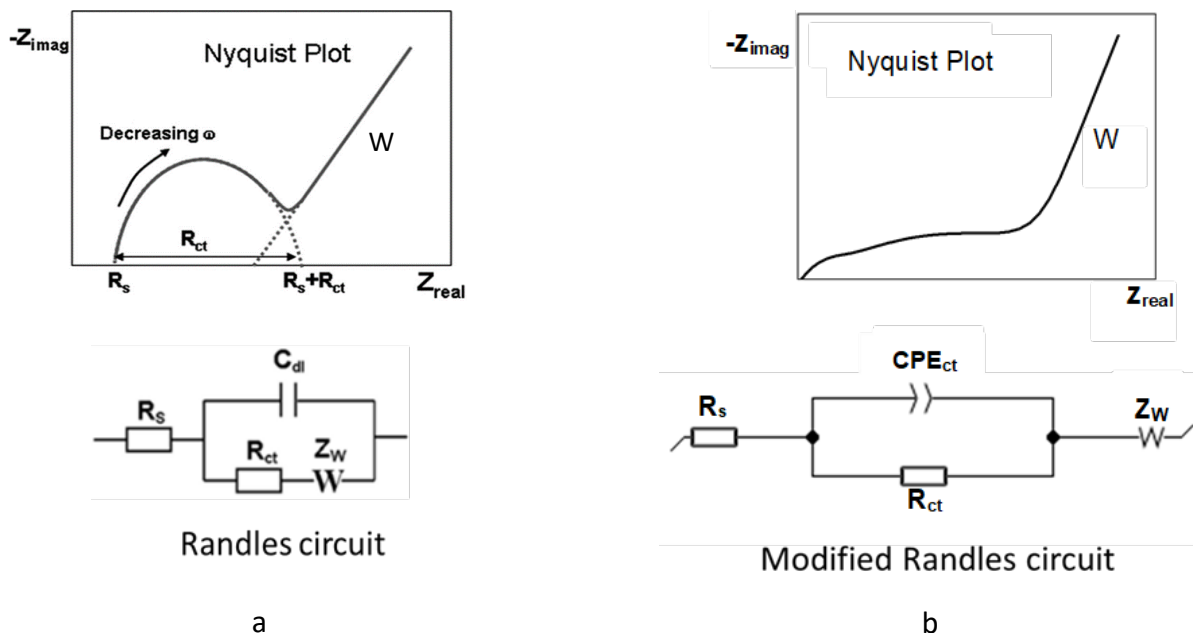 -Zimag
Nyquist Plot
W
Decreasing ω
Rct
Rs
Rs+Rct
Zreal
Cdl
RS
Rct
ZW
W
Randles circuit
a
-Zimag
Nyquist Plot
W
Zreal
CPEct
Rs
ZW
W
Rct
Modified Randles circuit
b